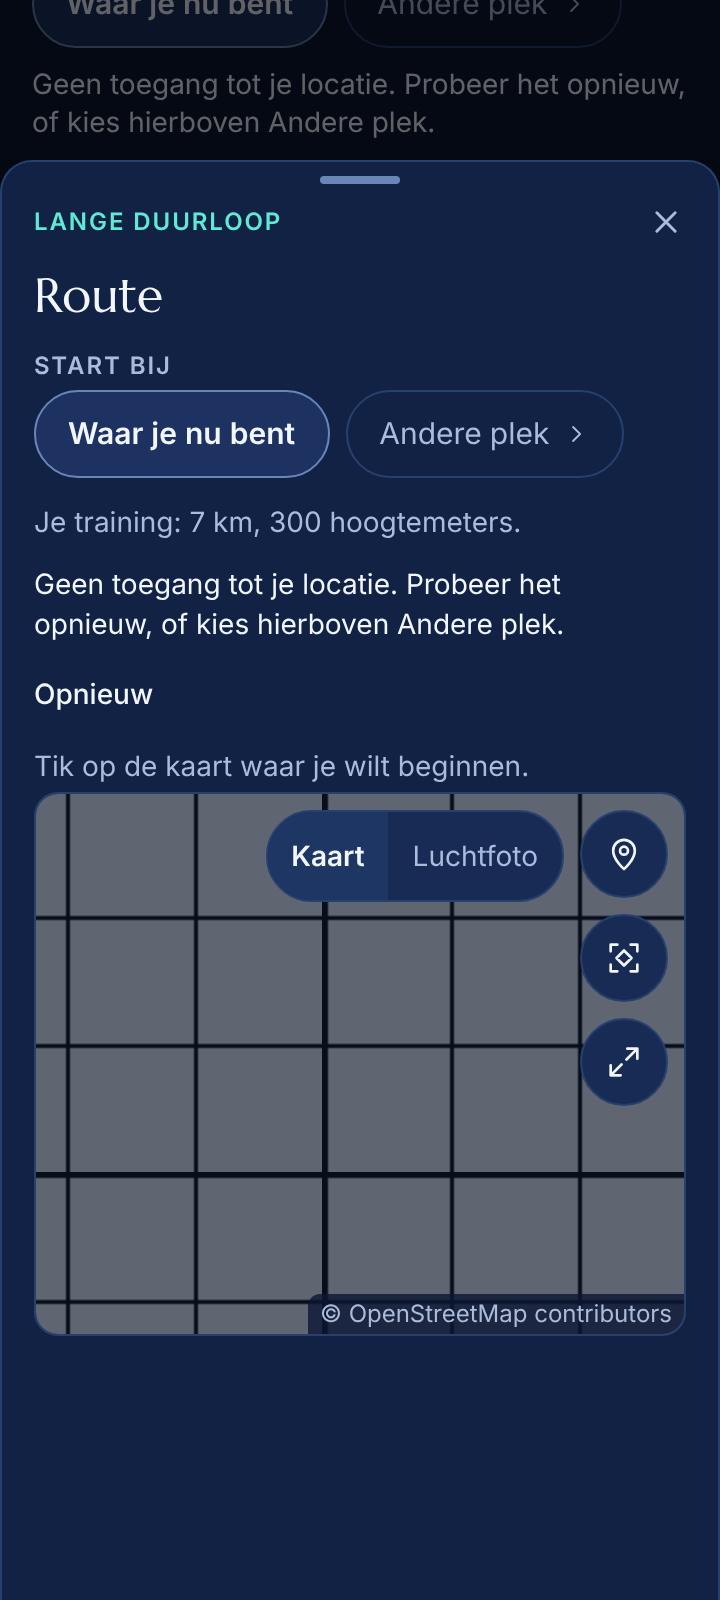 Waar je nu bent
Andere plek
Geen toegang tot je locatie. Probeer het opnieuw,
of kies hierboven Andere plek.
LANGE DUURLOOP
Route
START BIJ
Waar je nu bent
Andere plek
Je training: 7 km, 300 hoogtemeters.
Geen toegang tot je locatie. Probeer het
opnieuw, of kies hierboven Andere plek.
Opnieuw
Tik op de kaart waar je wilt beginnen.
Kaart
Luchtfoto
© OpenStreetMap contributors